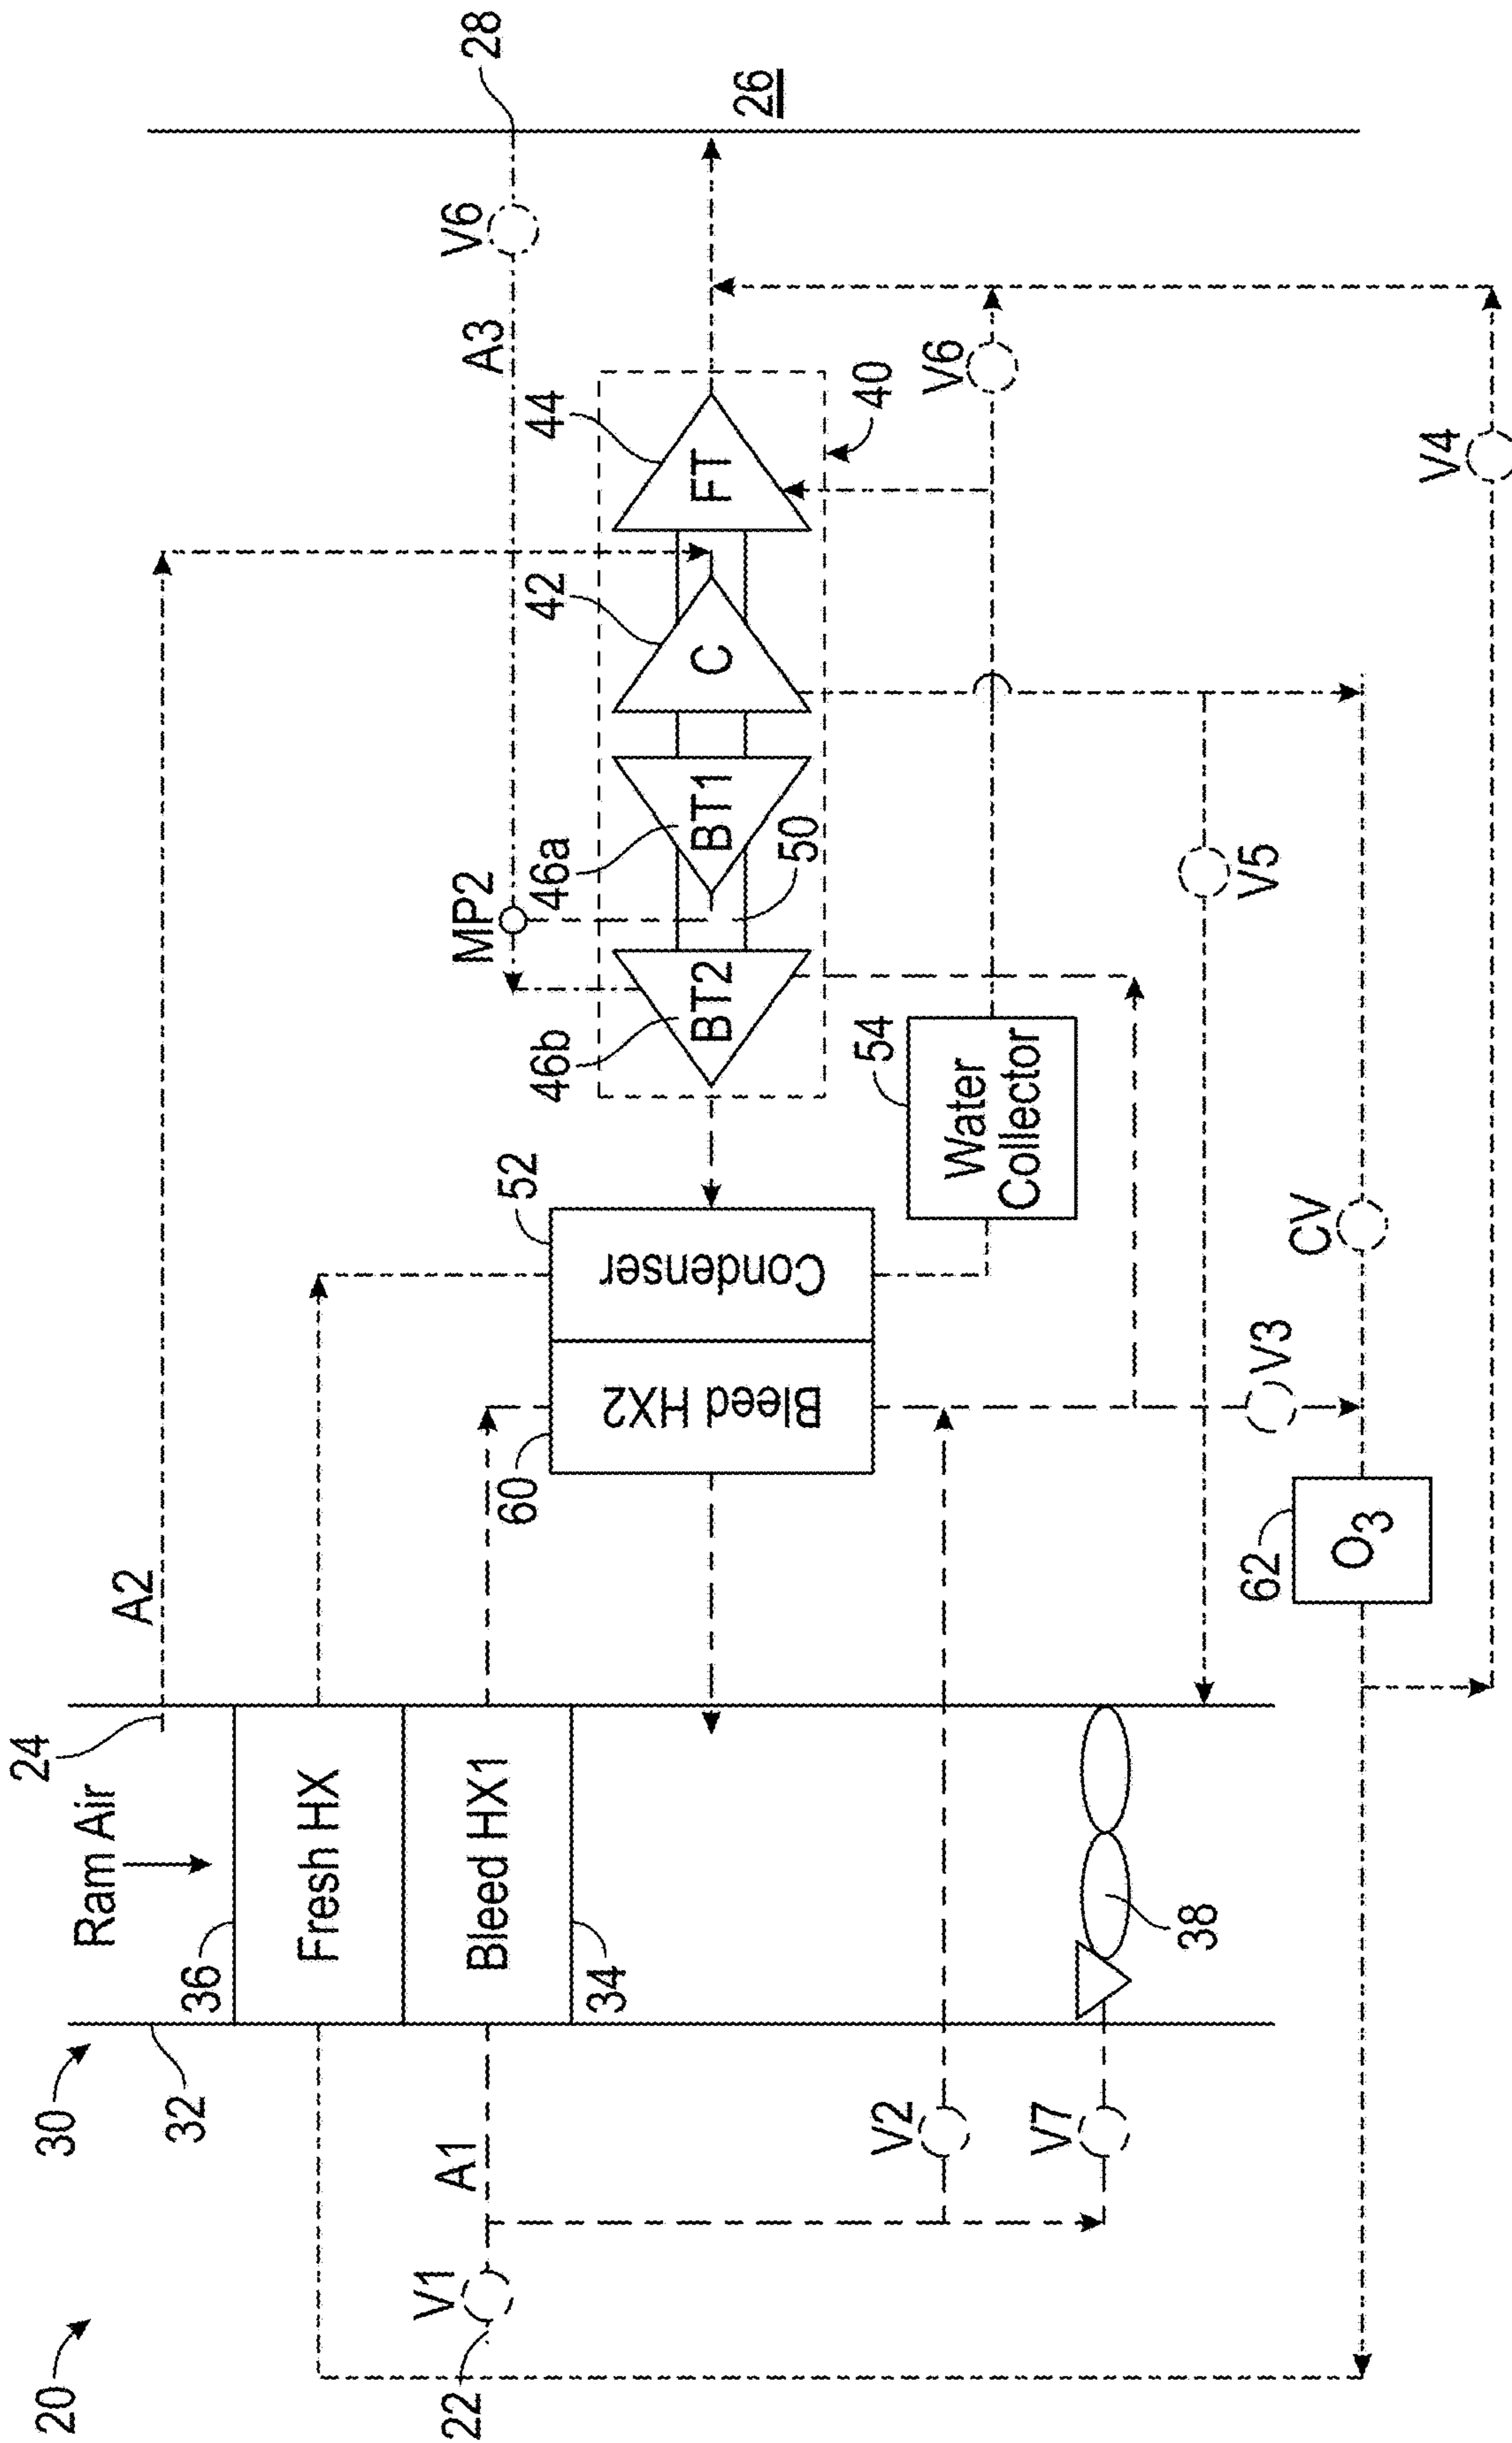 20
30
32
36
Ram Air
24
A2
Fresh HX
Bleed HX1
34
22
V1
A1
V2
V7
38
60
Bleed HX2
Condenser
52
54
Water
Collector
46b
BT2
MP2
46a
BT1
50
42
C
44
FT
40
A3
V6
28
26
V6
V5
V4
V3
CV
62
O3